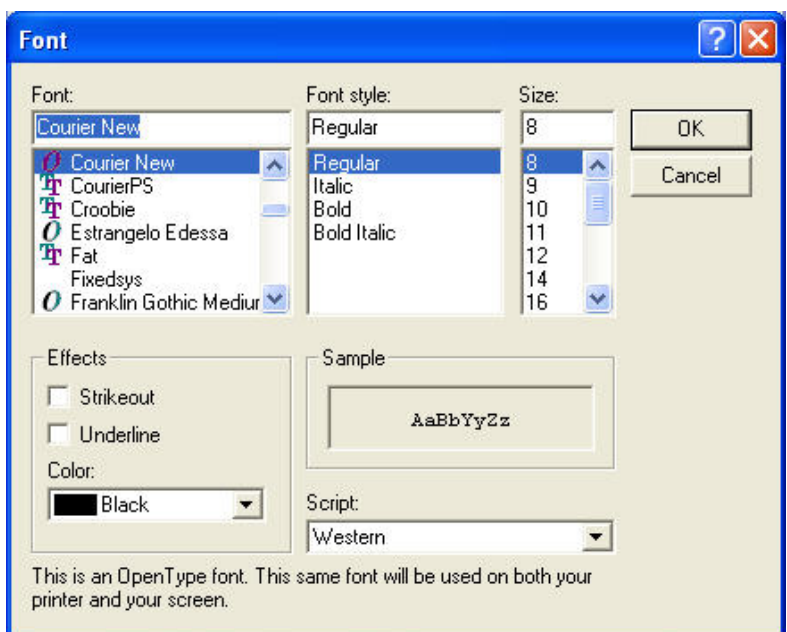 Font
Font:
Font style:
Size:
Courier New
Regular
8
OK
Cancel
Courier New
CourierPS
Croobie
Estrangelo Edessa
Fat
Fixedsys
Franklin Gothic Mediur
Regular
Italic
Bold
Bold Italic
8
9
10
11
12
14
16
Effects
Strikeout
Underline
Color:
Black
Sample
AaBbYyZz
Script:
Western
This is an OpenType font. This same font will be used on both your
printer and your screen.